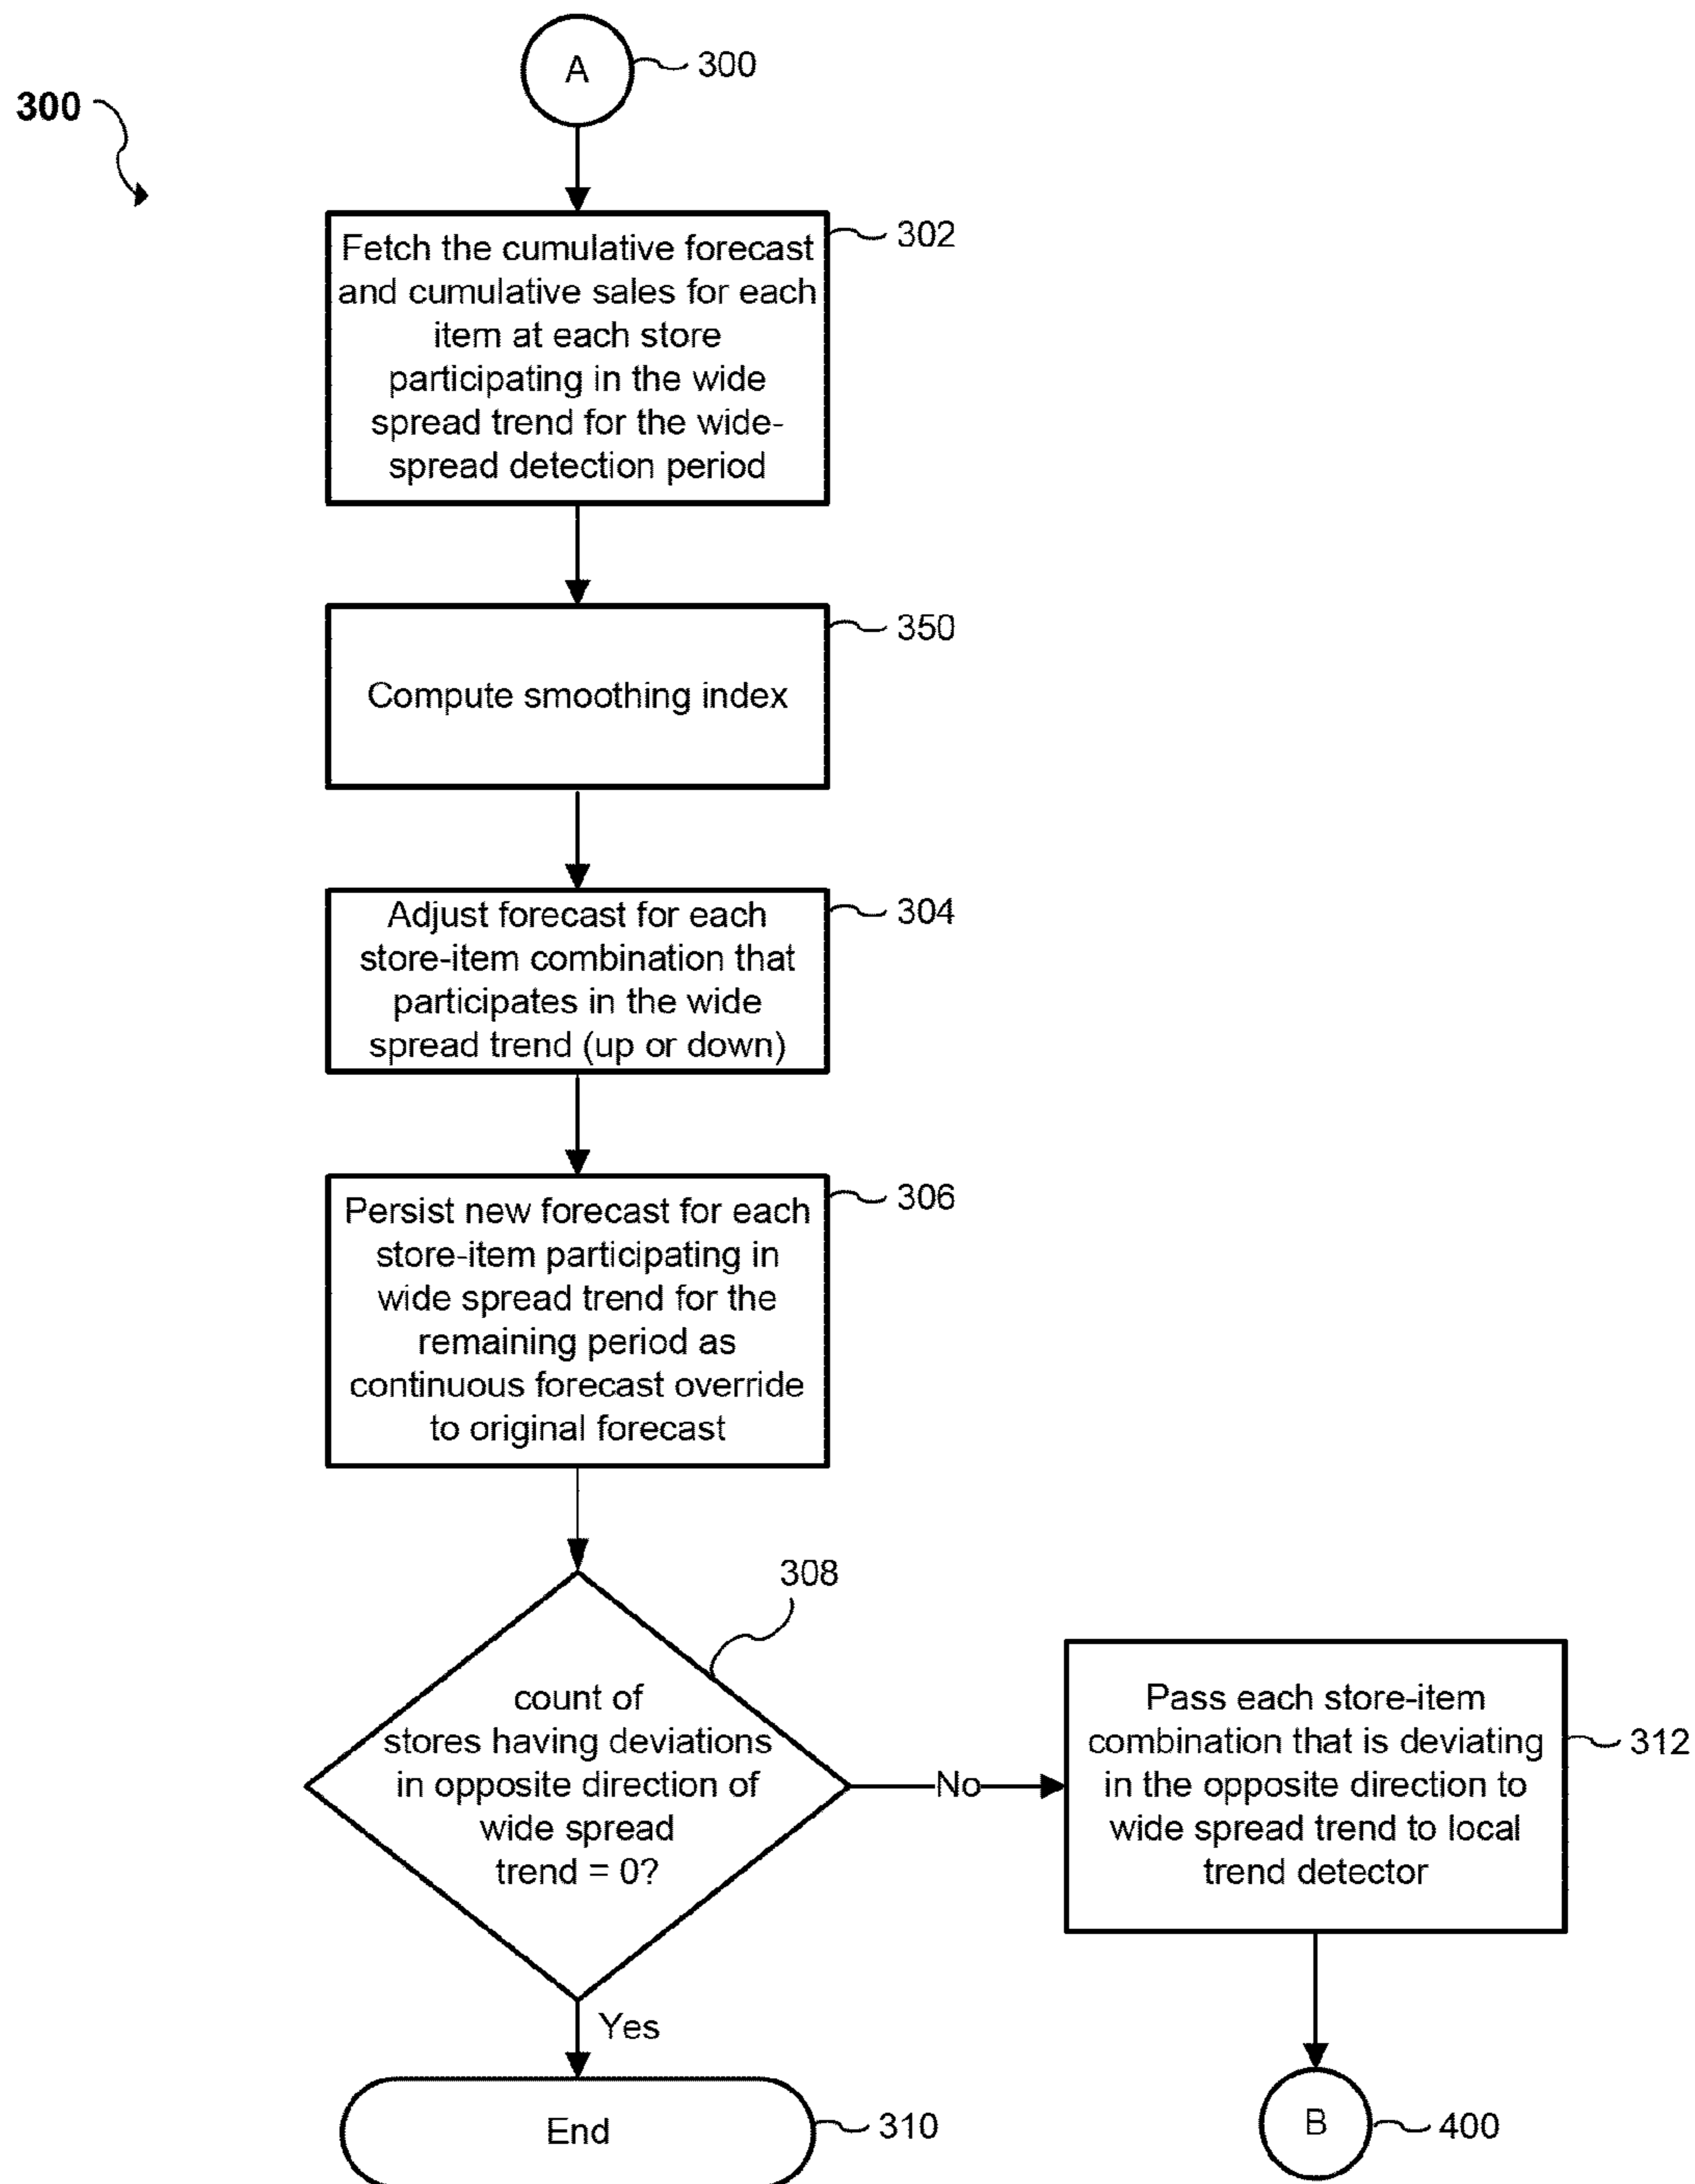 A
300
300
Fetch the cumulative forecast
and cumulative sales for each
item at each store
participating in the wide
spread trend for the wide-
spread detection period
302
Compute smoothing index
350
Adjust forecast for each
store-item combination that
participates in the wide
spread trend (up or down)
304
Persist new forecast for each
store-item participating in
wide spread trend for the
remaining period as
continuous forecast override
to original forecast
306
308
count of
stores having deviations
in opposite direction of
wide spread
trend = 0?
No
Pass each store-item
combination that is deviating
in the opposite direction to
wide spread trend to local
trend detector
312
Yes
End
310
B
400